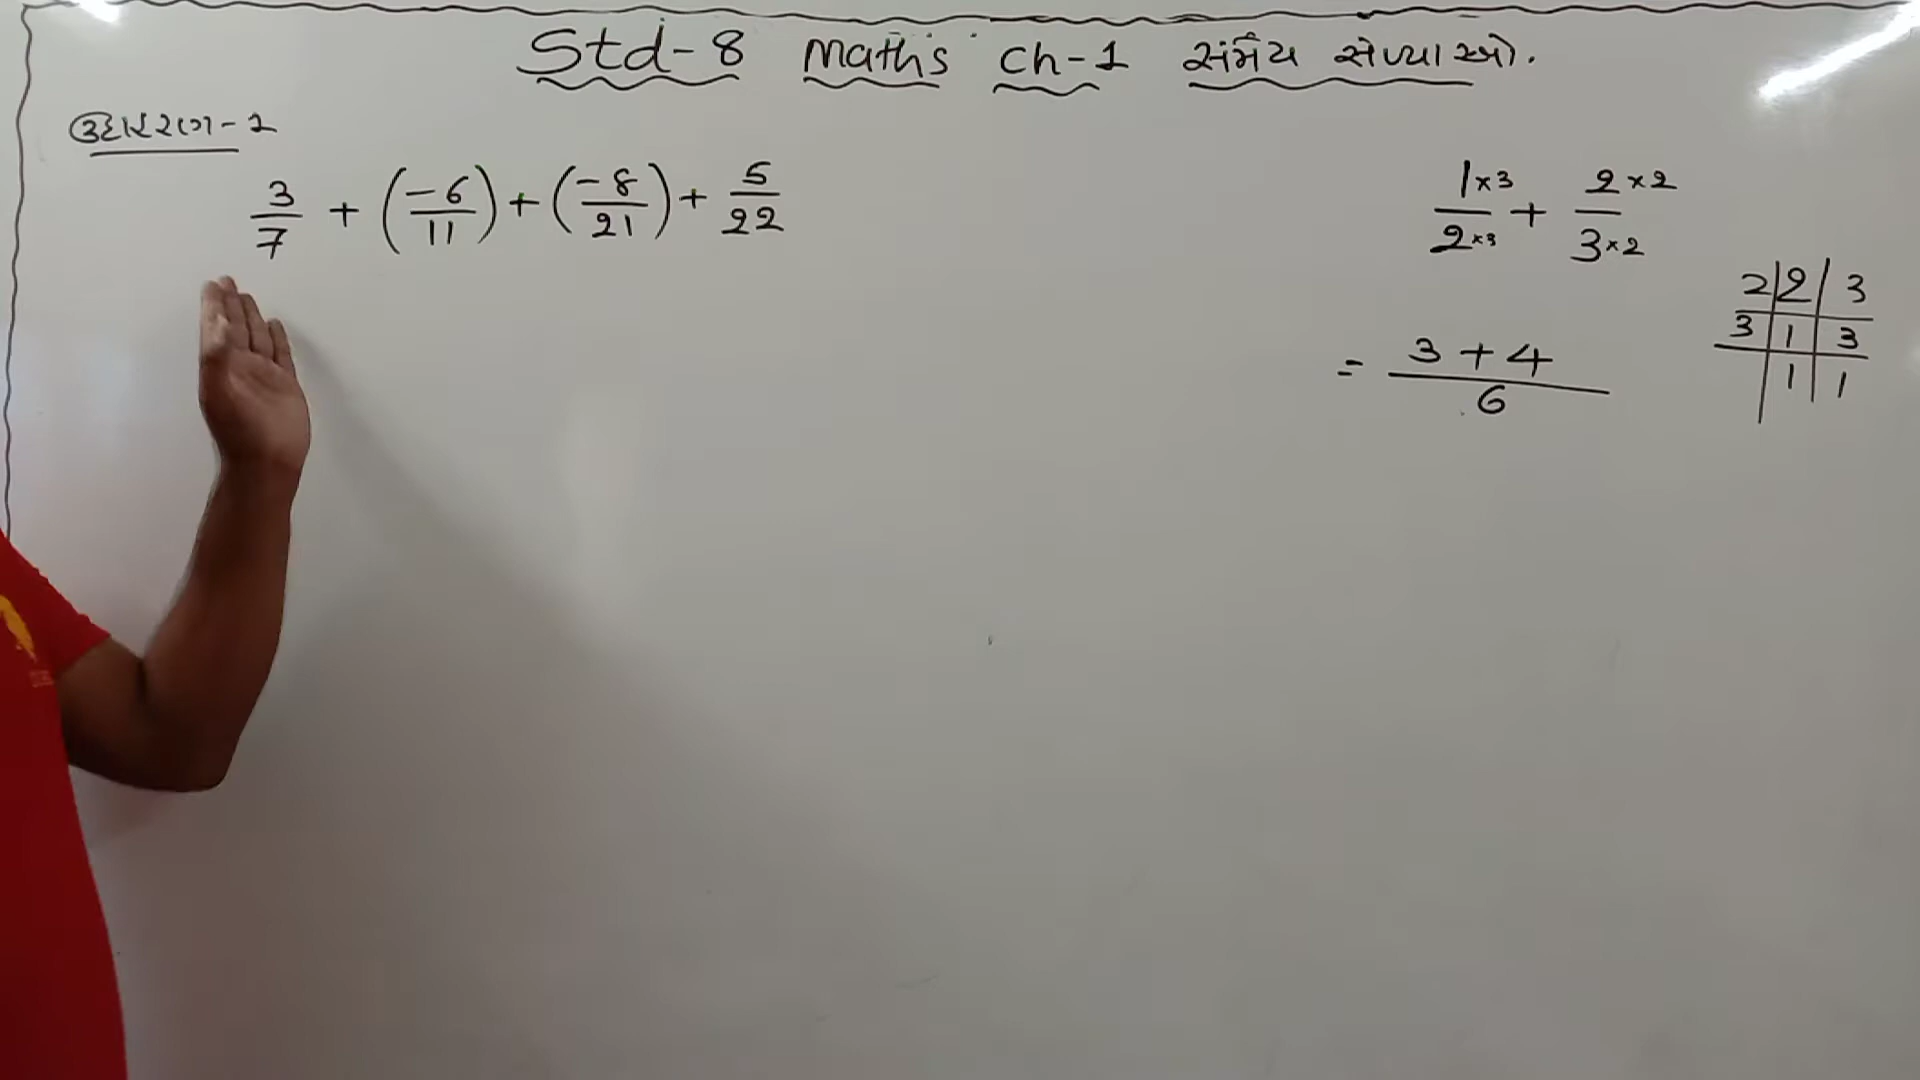 Std-8 Maths Ch-1 સંમેય સંખ્યાઓ.
ઉદાહરણ-1
3/7 + (-6/11) + (-8/21) + 5/22
1×3/2×3 + 2×2/3×2
2 | 2 | 3
3 | 1 | 3
= 3+4/6
1 | 1